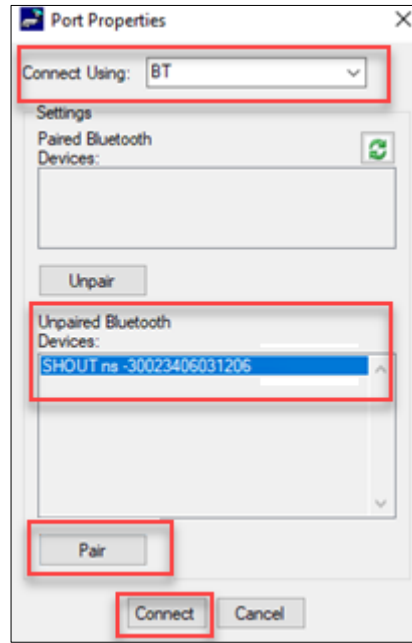 Port Properties
Connect Using: BT
Settings
Paired Bluetooth
Devices:
Unpair
Unpaired Bluetooth
Devices:
SHOUT ns -30023406031206
Pair
Connect Cancel